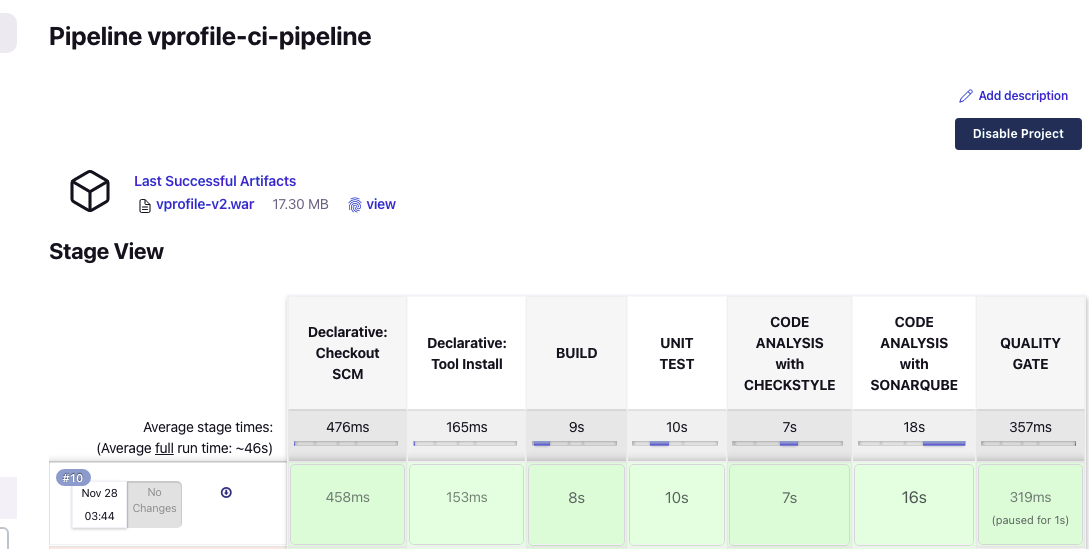 Pipeline vprofile-ci-pipeline
Add description
Disable Project
Last Successful Artifacts
vprofile-v2.war 17.30 MB view
Stage View
Declarative:
Checkout
SCM
Declarative:
Tool Install
BUILD
UNIT
TEST
CODE
ANALYSIS
with
CHECKSTYLE
CODE
ANALYSIS
with
SONARQUBE
QUALITY
GATE
Average stage times:
(Average full run time: ~46s)
476ms 165ms 9s 10s 7s 18s 357ms
#10
Nov 28
03:44
No
Changes
458ms 153ms 8s 10s 7s 16s 319ms
(paused for 1s)